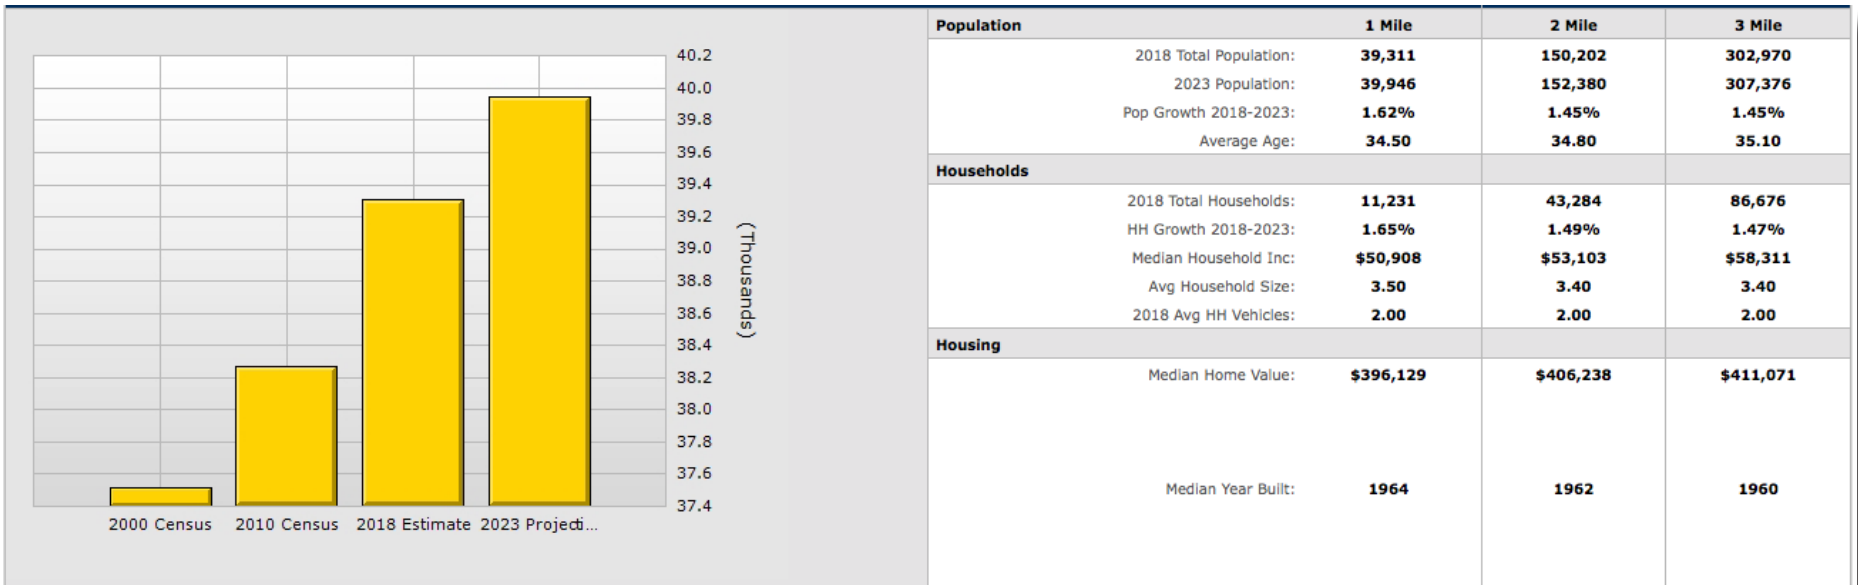 40.2
40.0
39.8
39.6
39.4
39.2
39.0
38.8
38.6
38.4
38.2
38.0
37.8
37.6
37.4
(Thousands)
2000 Census 2010 Census 2018 Estimate 2023 Projecti...
Population 1 Mile 2 Mile 3 Mile
2018 Total Population: 39,311 150,202 302,970
2023 Population: 39,946 152,380 307,376
Pop Growth 2018-2023: 1.62% 1.45% 1.45%
Average Age: 34.50 34.80 35.10
Households
2018 Total Households: 11,231 43,284 86,676
HH Growth 2018-2023: 1.65% 1.49% 1.47%
Median Household Inc: $50,908 $53,103 $58,311
Avg Household Size: 3.50 3.40 3.40
2018 Avg HH Vehicles: 2.00 2.00 2.00
Housing
Median Home Value: $396,129 $406,238 $411,071
Median Year Built: 1964 1962 1960